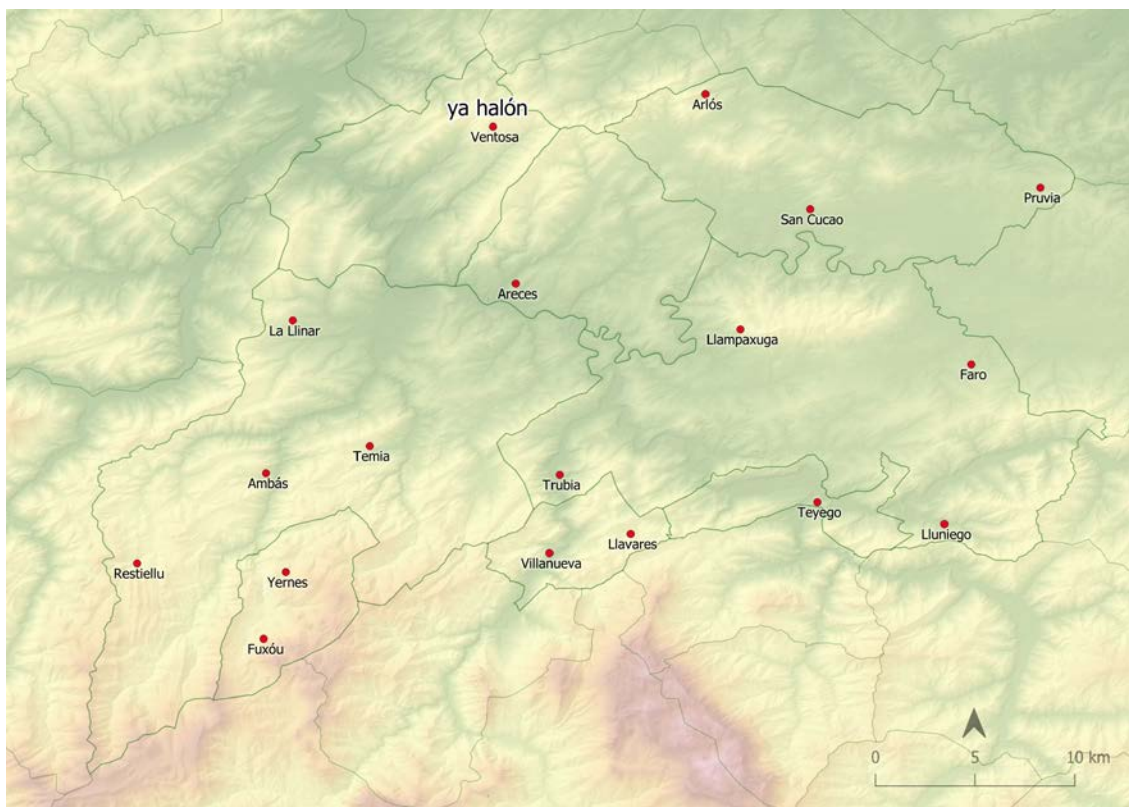 Arlós
ya halón
Ventosa
Pruvia
San Cucao
Areces
La Llinar
Llampaxuga
Faro
Temia
Ambás
Trubia
Teyego
Lluniego
Llavares
Villanueva
Restiellu
Yernes
Fuxóu
0 5 10 km